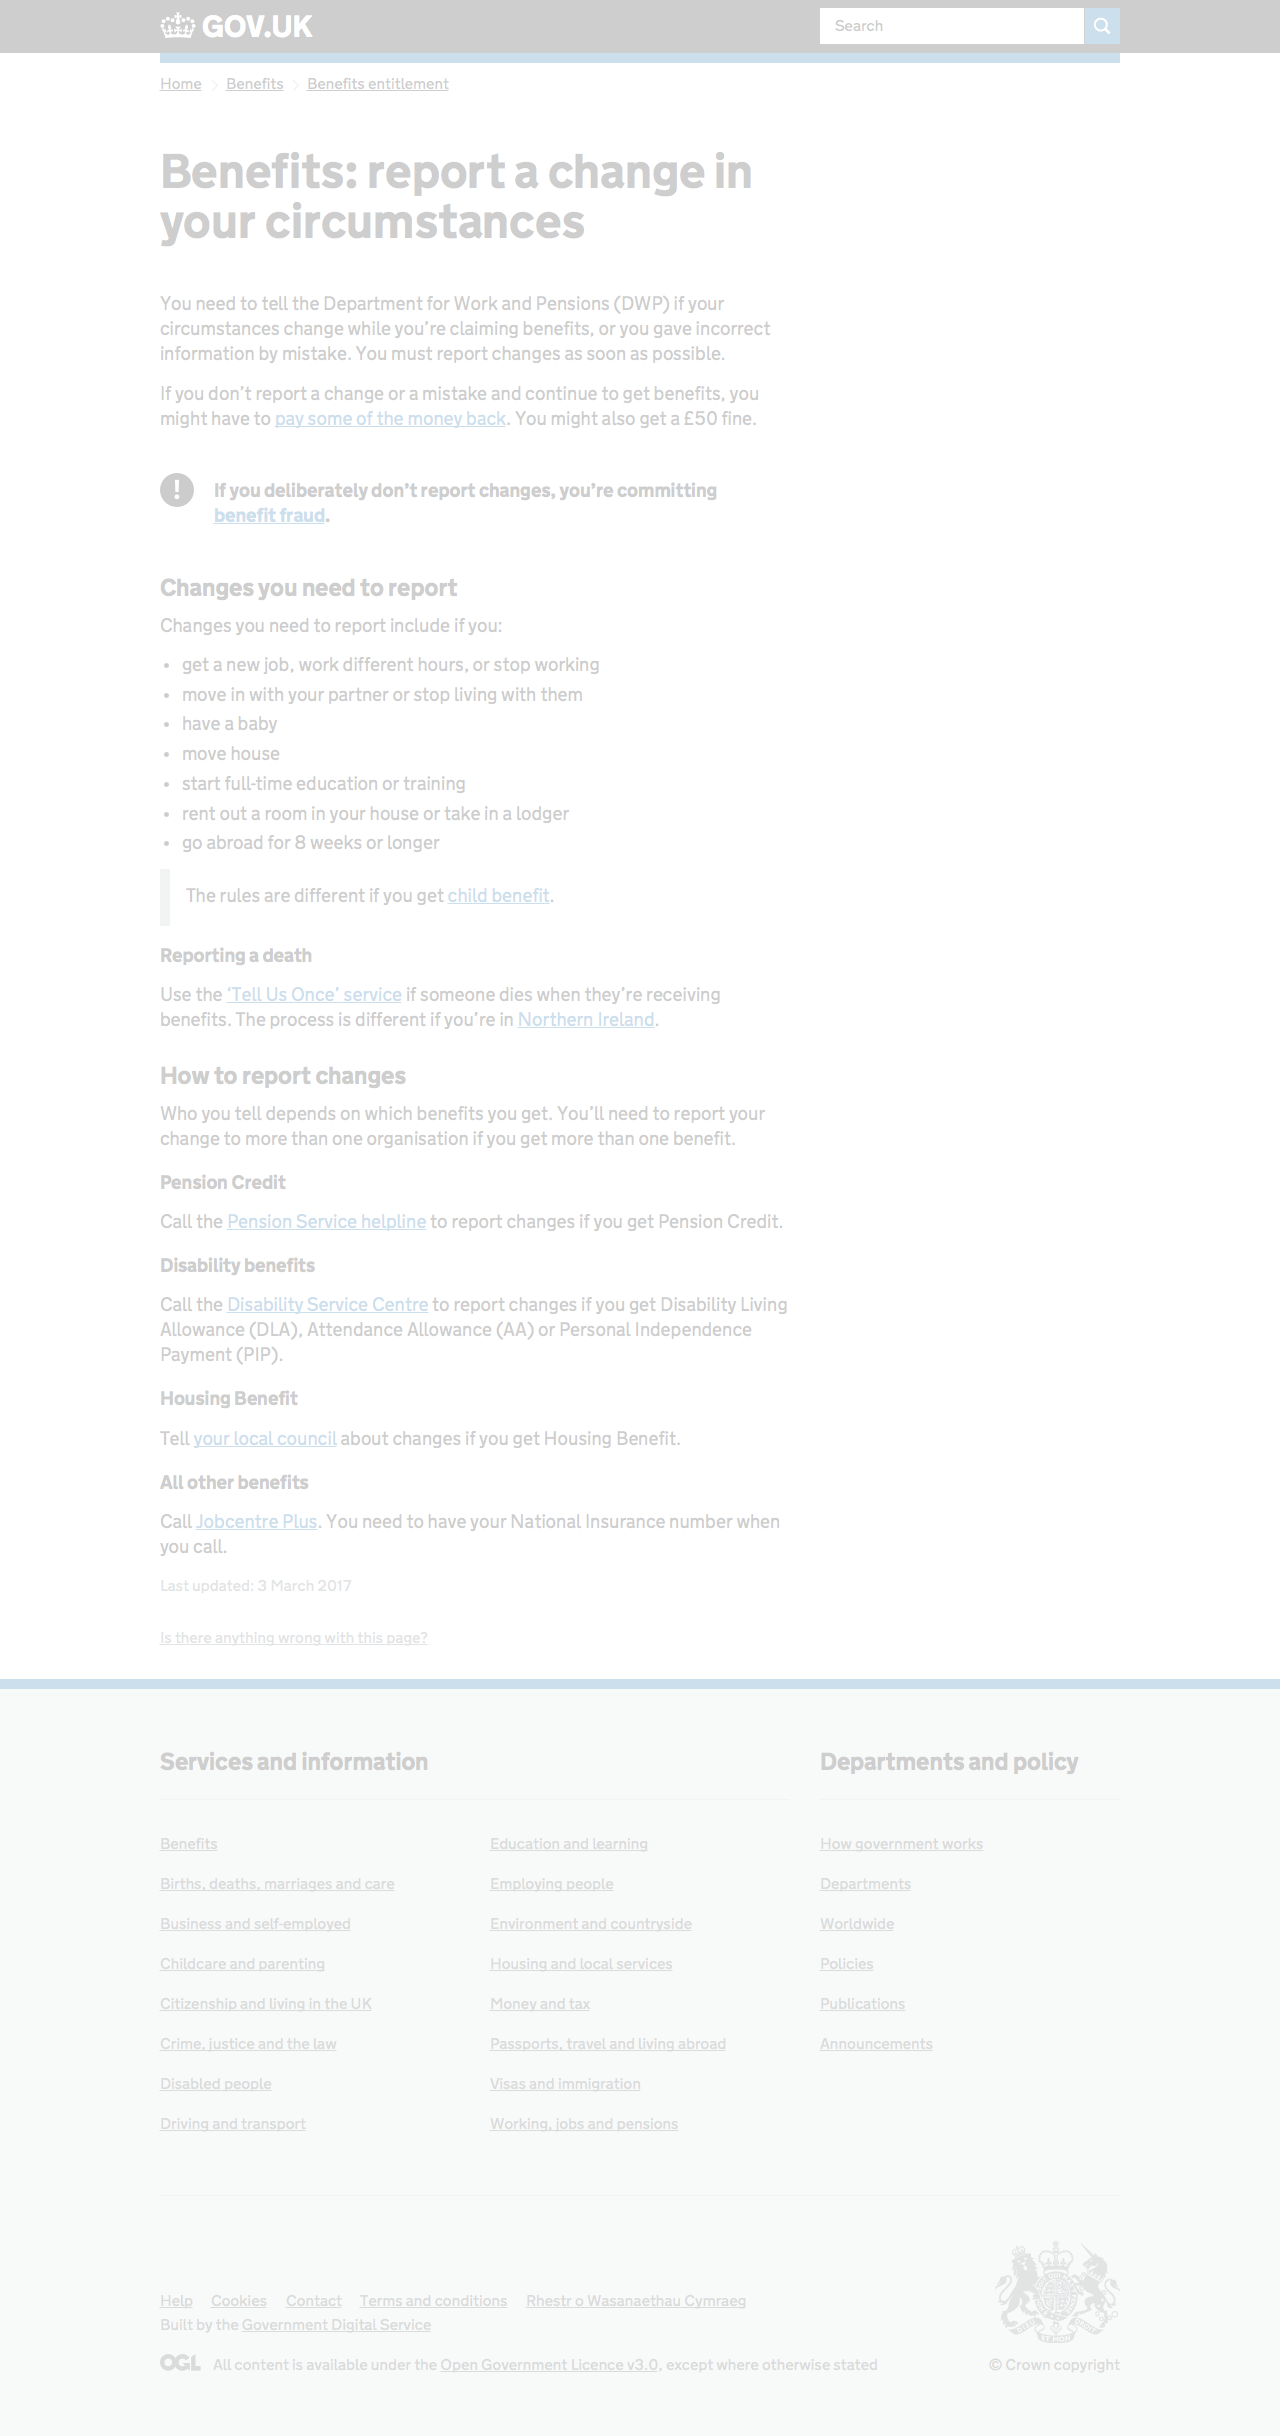 GOV.UK
Search
Home
Benefits
Benefits entitlement
Benefits: report a change in
your circumstances
You need to tell the Department for Work and Pensions (DWP) if your
circumstances change while you’re claiming benefits, or you gave incorrect
information by mistake. You must report changes as soon as possible.
If you don’t report a change or a mistake and continue to get benefits, you
might have to pay some of the money back. You might also get a £50 fine.
!
If you deliberately don’t report changes, you’re committing
benefit fraud.
Changes you need to report
Changes you need to report include if you:
• get a new job, work different hours, or stop working
• move in with your partner or stop living with them
• have a baby
• move house
• start full-time education or training
• rent out a room in your house or take in a lodger
• go abroad for 8 weeks or longer
The rules are different if you get child benefit.
Reporting a death
Use the ‘Tell Us Once’ service if someone dies when they’re receiving
benefits. The process is different if you’re in Northern Ireland.
How to report changes
Who you tell depends on which benefits you get. You’ll need to report your
change to more than one organisation if you get more than one benefit.
Pension Credit
Call the Pension Service helpline to report changes if you get Pension Credit.
Disability benefits
Call the Disability Service Centre to report changes if you get Disability Living
Allowance (DLA), Attendance Allowance (AA) or Personal Independence
Payment (PIP).
Housing Benefit
Tell your local council about changes if you get Housing Benefit.
All other benefits
Call Jobcentre Plus. You need to have your National Insurance number when
you call.
Last updated: 3 March 2017
Is there anything wrong with this page?
Services and information
Benefits
Births, deaths, marriages and care
Business and self-employed
Childcare and parenting
Citizenship and living in the UK
Crime, justice and the law
Disabled people
Driving and transport
Education and learning
Employing people
Environment and countryside
Housing and local services
Money and tax
Passports, travel and living abroad
Visas and immigration
Working, jobs and pensions
Departments and policy
How government works
Departments
Worldwide
Policies
Publications
Announcements
Help Cookies Contact Terms and conditions Rhestr o Wasanaethau Cymraeg
Built by the Government Digital Service
OGL All content is available under the Open Government Licence v3.0, except where otherwise stated
© Crown copyright